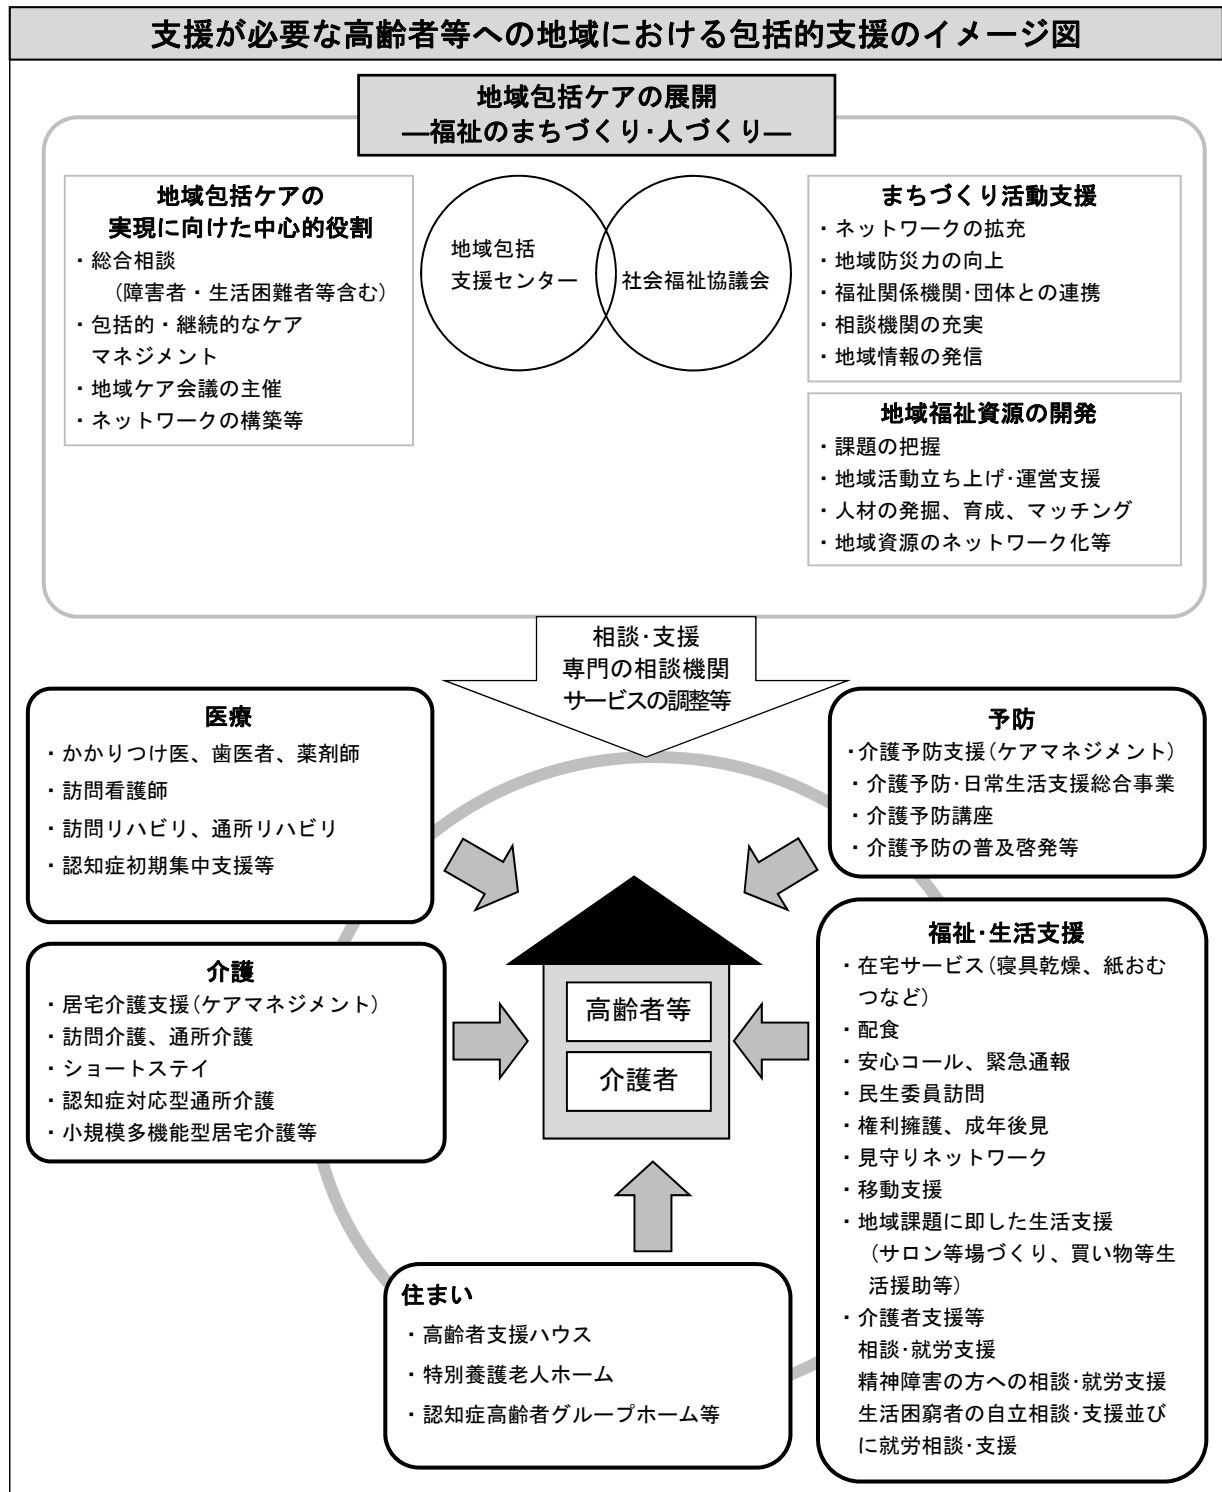 支援が必要な高齢者等への地域における包括的支援のイメージ図
地域包括ケアの展開
―福祉のまちづくり･人づくり―
地域包括ケアの
実現に向けた中心的役割
・総合相談
（障害者・生活困難者等含む）
・包括的・継続的なケア
マネジメント
・地域ケア会議の主催
・ネットワークの構築等
地域包括
支援センター
社会福祉協議会
まちづくり活動支援
・ネットワークの拡充
・地域防災力の向上
・福祉関係機関･団体との連携
・相談機関の充実
・地域情報の発信
地域福祉資源の開発
・課題の把握
・地域活動立ち上げ･運営支援
・人材の発掘、育成、マッチング
・地域資源のネットワーク化等
相談･支援
専門の相談機関
サービスの調整等
医療
・かかりつけ医、歯医者、薬剤師
・訪問看護師
・訪問リハビリ、通所リハビリ
・認知症初期集中支援等
予防
・介護予防支援（ケアマネジメント）
・介護予防･日常生活支援総合事業
・介護予防講座
・介護予防の普及啓発等
介護
・居宅介護支援（ケアマネジメント）
・訪問介護、通所介護
・ショートステイ
・認知症対応型通所介護
・小規模多機能型居宅介護等
高齢者等
介護者
福祉･生活支援
・在宅サービス（寝具乾燥、紙おむ
つなど）
・配食
・安心コール、緊急通報
・民生委員訪問
・権利擁護、成年後見
・見守りネットワーク
・移動支援
・地域課題に即した生活支援
（サロン等場づくり、買い物等生
活援助等）
・介護者支援等
相談･就労支援
精神障害の方への相談･就労支援
生活困窮者の自立相談･支援並び
に就労相談･支援
住まい
・高齢者支援ハウス
・特別養護老人ホーム
・認知症高齢者グループホーム等